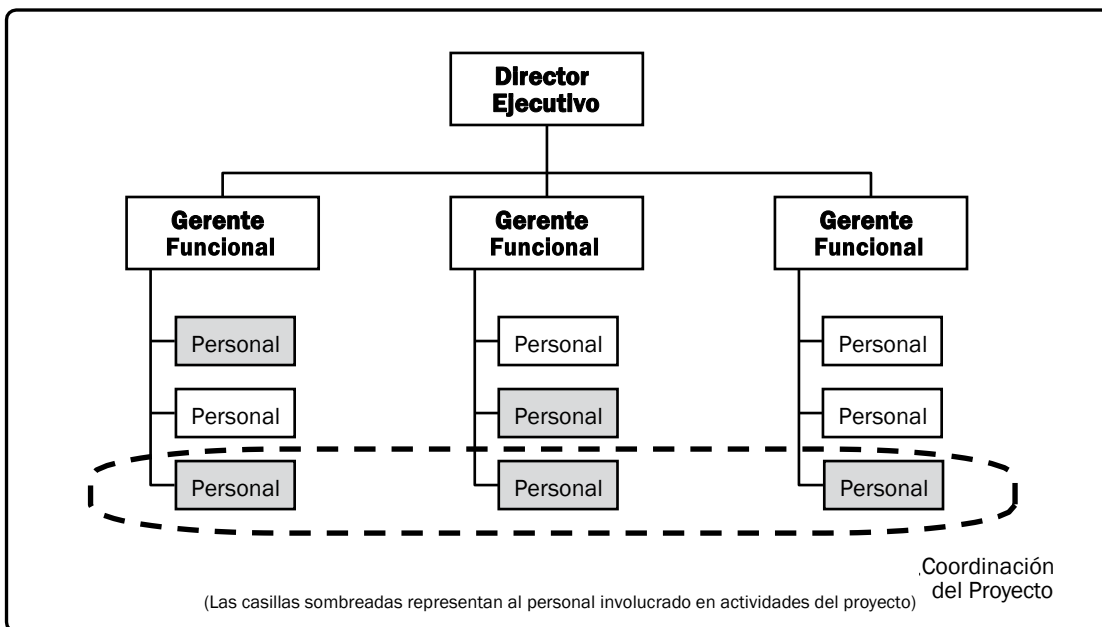 Director
Ejecutivo
Gerente
Funcional
Gerente
Funcional
Gerente
Funcional
Personal
Personal
Personal
Personal
Personal
Personal
Personal
Personal
Personal
Coordinación
del Proyecto
(Las casillas sombreadas representan al personal involucrado en actividades del proyecto)